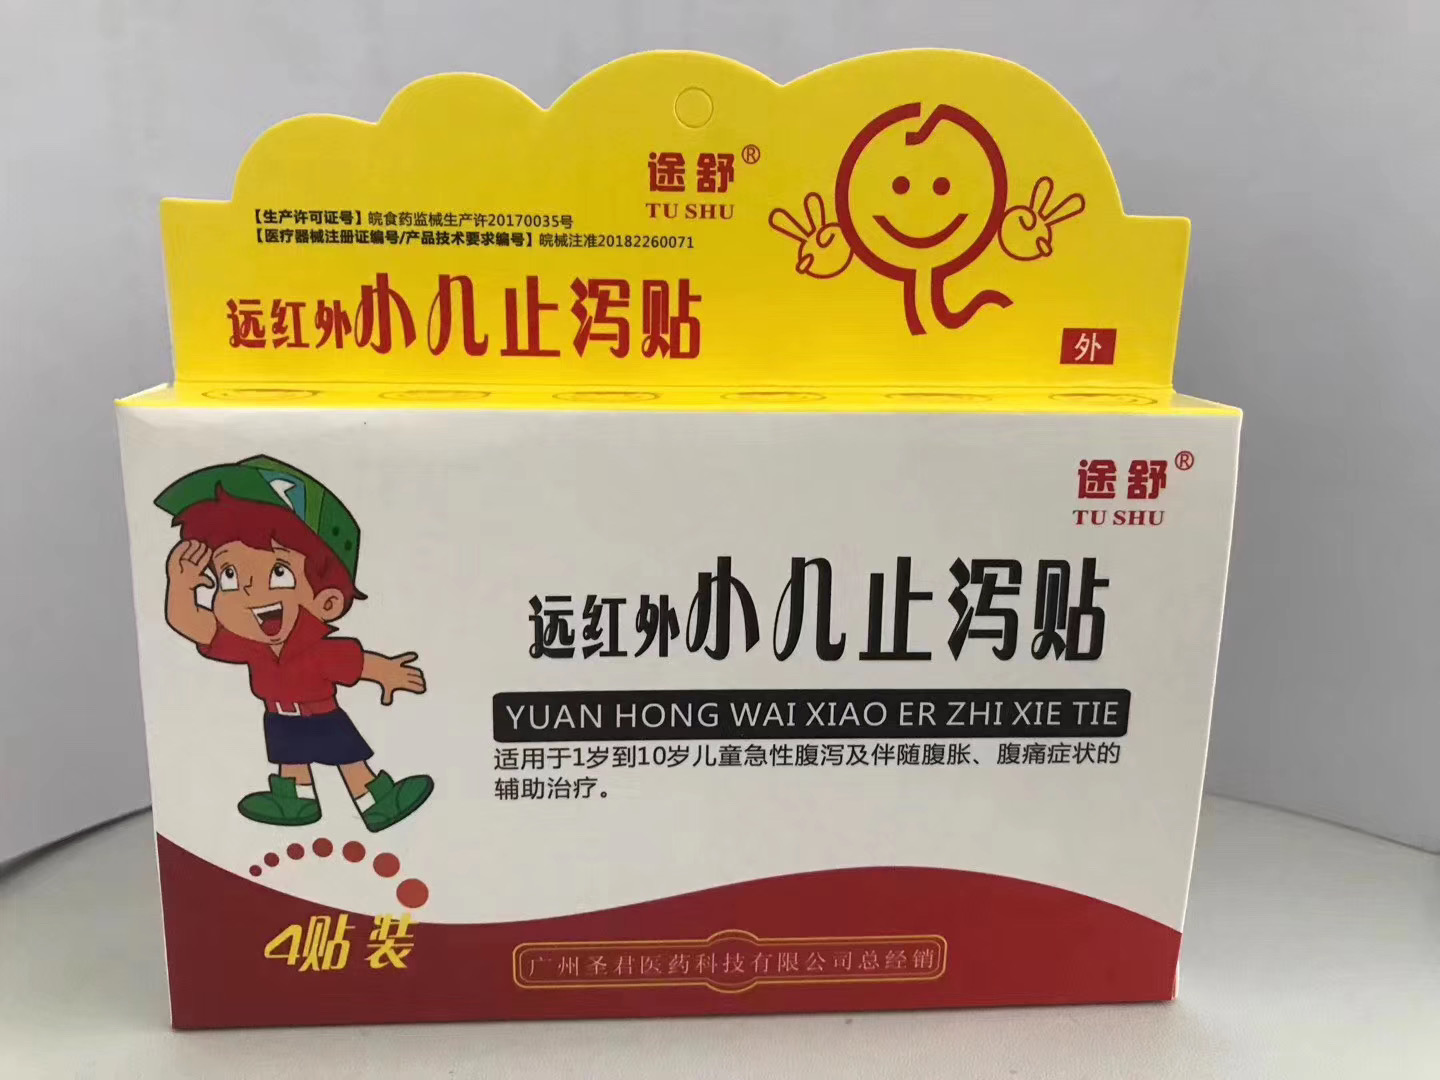 途舒®
TU SHU
【生产许可证号】皖食药监械生产许20170035号
【医疗器械注册证编号/产品技术要求编号】皖械注准20182260071
远红外小儿止泻贴
外
途舒®
TU SHU
远红外小儿止泻贴
YUAN HONG WAI XIAO ER ZHI XIE TIE
适用于1岁到10岁儿童急性腹泻及伴随腹胀、腹痛症状的
辅助治疗。
4贴装
广州圣君医药科技有限公司总经销